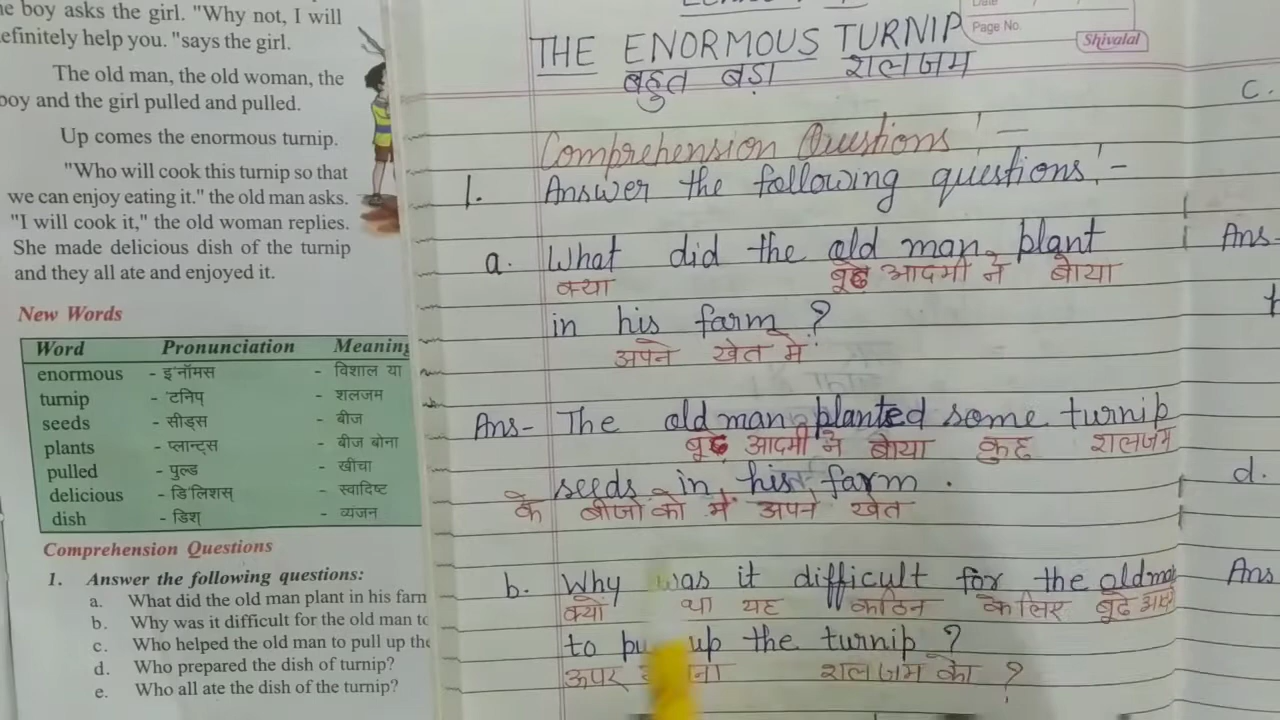 he boy asks the girl. "Why not, I will
efinitely help you. "says the girl.
The old man, the old woman, the
boy and the girl pulled and pulled.
Up comes the enormous turnip.
"Who will cook this turnip so that
we can enjoy eating it." the old man asks.
"I will cook it," the old woman replies.
She made delicious dish of the turnip
and they all ate and enjoyed it.
New Words
Word Pronunciation Meaning
enormous - इ'नॉमस - विशाल या
turnip - 'टनिप् - शलजम
seeds - सीड्स - बीज
plants - प्लान्ट्स - बीज बोना
pulled - पुल्ड - खींचा
delicious - डि'लिशस् - स्वादिष्ट
dish - डिश् - व्यंजन
Comprehension Questions
1. Answer the following questions:
a. What did the old man plant in his farm
b. Why was it difficult for the old man to
c. Who helped the old man to pull up the
d. Who prepared the dish of turnip?
e. Who all ate the dish of the turnip?
Page No.
Shivalal
THE ENORMOUS TURNIP
बहुत बड़ा शलजम
Comprehension Questions :-
1. Answer the following questions :-
a. What did the old man plant
क्या आदमी ने बोया
in his farm ?
अपने खेत मे
Ans- The old man planted some turnip
आदमी ने बोया कुछ शलजम
seeds in his farm .
के बीजो को में अपने खेत
b. Why was it difficult for the oldman
क्यों था यह कठिन के लिए बूढे
to up the turnip ?
ऊपर शलजम को ?
c.
Ans-
d.
Ans